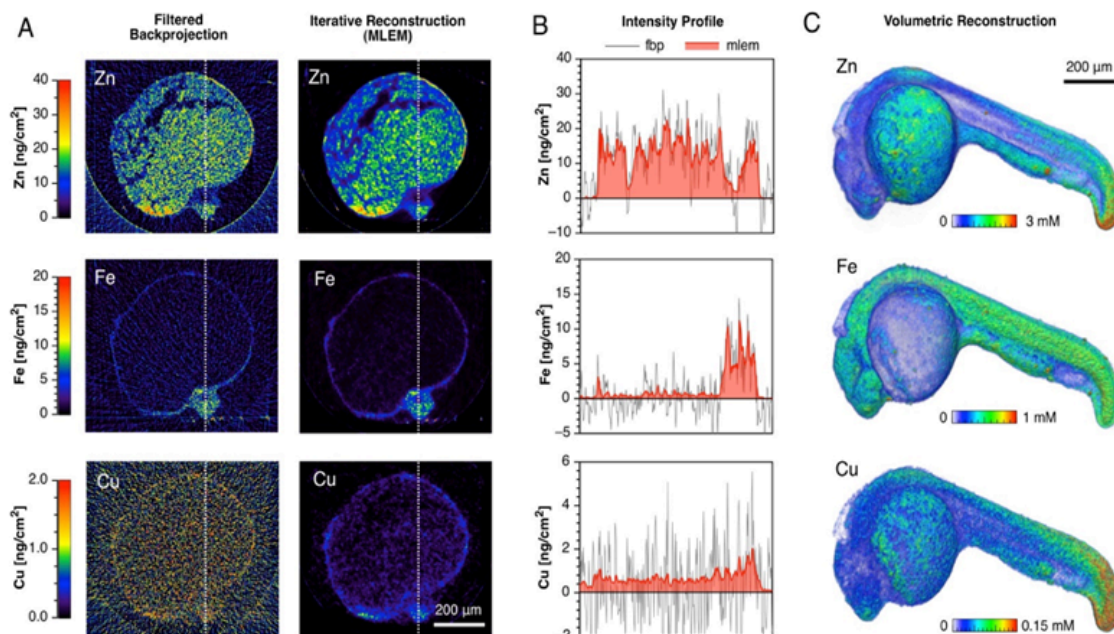 A
Filtered
Backprojection
Iterative Reconstruction
(MLEM)
Zn
Zn
40
30
20
10
0
Zn [ng/cm²]
Fe
Fe
20
15
10
5
0
Fe [ng/cm²]
Cu
Cu
2.0
1.0
0.0
Cu [ng/cm²]
200 µm
B
Intensity Profile
fbp
mlem
40
30
20
10
0
–10
Zn [ng/cm²]
20
15
10
5
0
–5
Fe [ng/cm²]
6
4
2
0
Cu [ng/cm²]
C
Volumetric Reconstruction
Zn
200 µm
0 3 mM
Fe
0 1 mM
Cu
0 0.15 mM